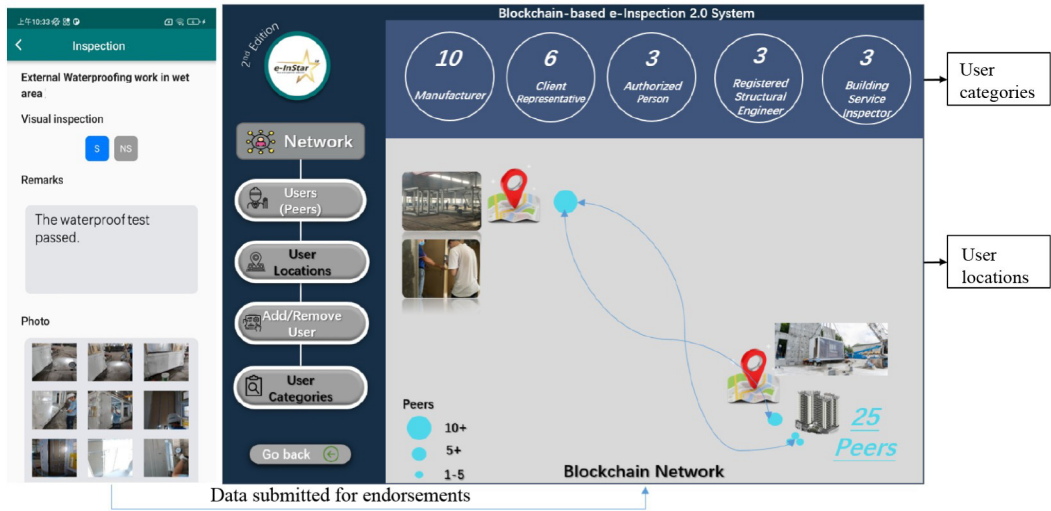 上午10:33
Inspection
External Waterproofing work in wet
area
Visual inspection
S
NS
Remarks
The waterproof test
passed.
Photo
Blockchain-based e-Inspection 2.0 System
2nd Edition
e-InStar
Network
Users
(Peers)
User
Locations
Add/Remove
User
User
Categories
Go back
10
Manufacturer
6
Client
Representative
3
Authorized
Person
3
Registered
Structural
Engineer
3
Building
Service
Inspector
Peers
10+
5+
1-5
25
Peers
Blockchain Network
User
categories
User
locations
Data submitted for endorsements